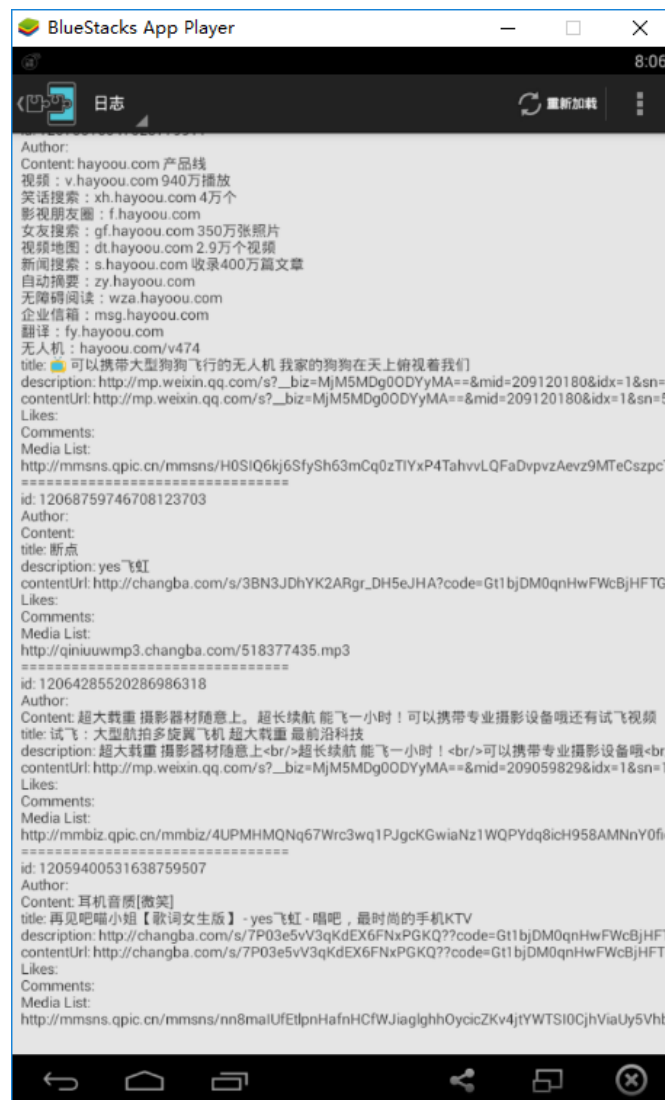 BlueStacks App Player
8:06
日志
重新加载
Author:
Content: hayoou.com 产品线
视频：v.hayoou.com 940万播放
笑话搜索：xh.hayoou.com 4万个
影视朋友圈：f.hayoou.com
女友搜索：gf.hayoou.com 350万张照片
视频地图：dt.hayoou.com 2.9万个视频
新闻搜索：s.hayoou.com 收录400万篇文章
自动摘要：zy.hayoou.com
无障碍阅读：wza.hayoou.com
企业信箱：msg.hayoou.com
翻译：fy.hayoou.com
无人机：hayoou.com/v474
title: 📺 可以携带大型狗狗飞行的无人机 我家的狗狗在天上俯视着我们
description: http://mp.weixin.qq.com/s?__biz=MjM5MDg0ODYyMA==&mid=209120180&idx=1&sn=
contentUrl: http://mp.weixin.qq.com/s?__biz=MjM5MDg0ODYyMA==&mid=209120180&idx=1&sn=5
Likes:
Comments:
Media List:
http://mmsns.qpic.cn/mmsns/H0SIQ6kj6SfySh63mCq0zTIYxP4TahvvLQFaDvpvzAevz9MTeCszpc
================================
id: 12068759746708123703
Author:
Content:
title: 断点
description: yes飞虹
contentUrl: http://changba.com/s/3BN3JDhYK2ARgr_DH5eJHA?code=Gt1bjDM0qnHwFWcBjHFTG
Likes:
Comments:
Media List:
http://qiniuuwmp3.changba.com/518377435.mp3
================================
id: 12064285520286986318
Author:
Content: 超大载重 摄影器材随意上。超长续航 能飞一小时！可以携带专业摄影设备哦还有试飞视频
title: 试飞：大型航拍多旋翼飞机 超大载重 最前沿科技
description: 超大载重 摄影器材随意上<br/>超长续航 能飞一小时！<br/>可以携带专业摄影设备哦<br
contentUrl: http://mp.weixin.qq.com/s?__biz=MjM5MDg0ODYyMA==&mid=209059829&idx=1&sn=1
Likes:
Comments:
Media List:
http://mmbiz.qpic.cn/mmbiz/4UPMHMQNq67Wrc3wq1PJgcKGwiaNz1WQPYdq8icH958AMNnY0fi
================================
id: 12059400531638759507
Author:
Content: 耳机音质[微笑]
title: 再见吧喵小姐【歌词女生版】 - yes飞虹 - 唱吧，最时尚的手机KTV
description: http://changba.com/s/7P03e5vV3qKdEX6FNxPGKQ??code=Gt1bjDM0qnHwFWcBjHFT
contentUrl: http://changba.com/s/7P03e5vV3qKdEX6FNxPGKQ??code=Gt1bjDM0qnHwFWcBjHFT
Likes:
Comments:
Media List:
http://mmsns.qpic.cn/mmsns/nn8maIUfEtlpnHafnHCfWJiaglghhOycicZKv4jtYWTSI0CjhViaUy5Vhb